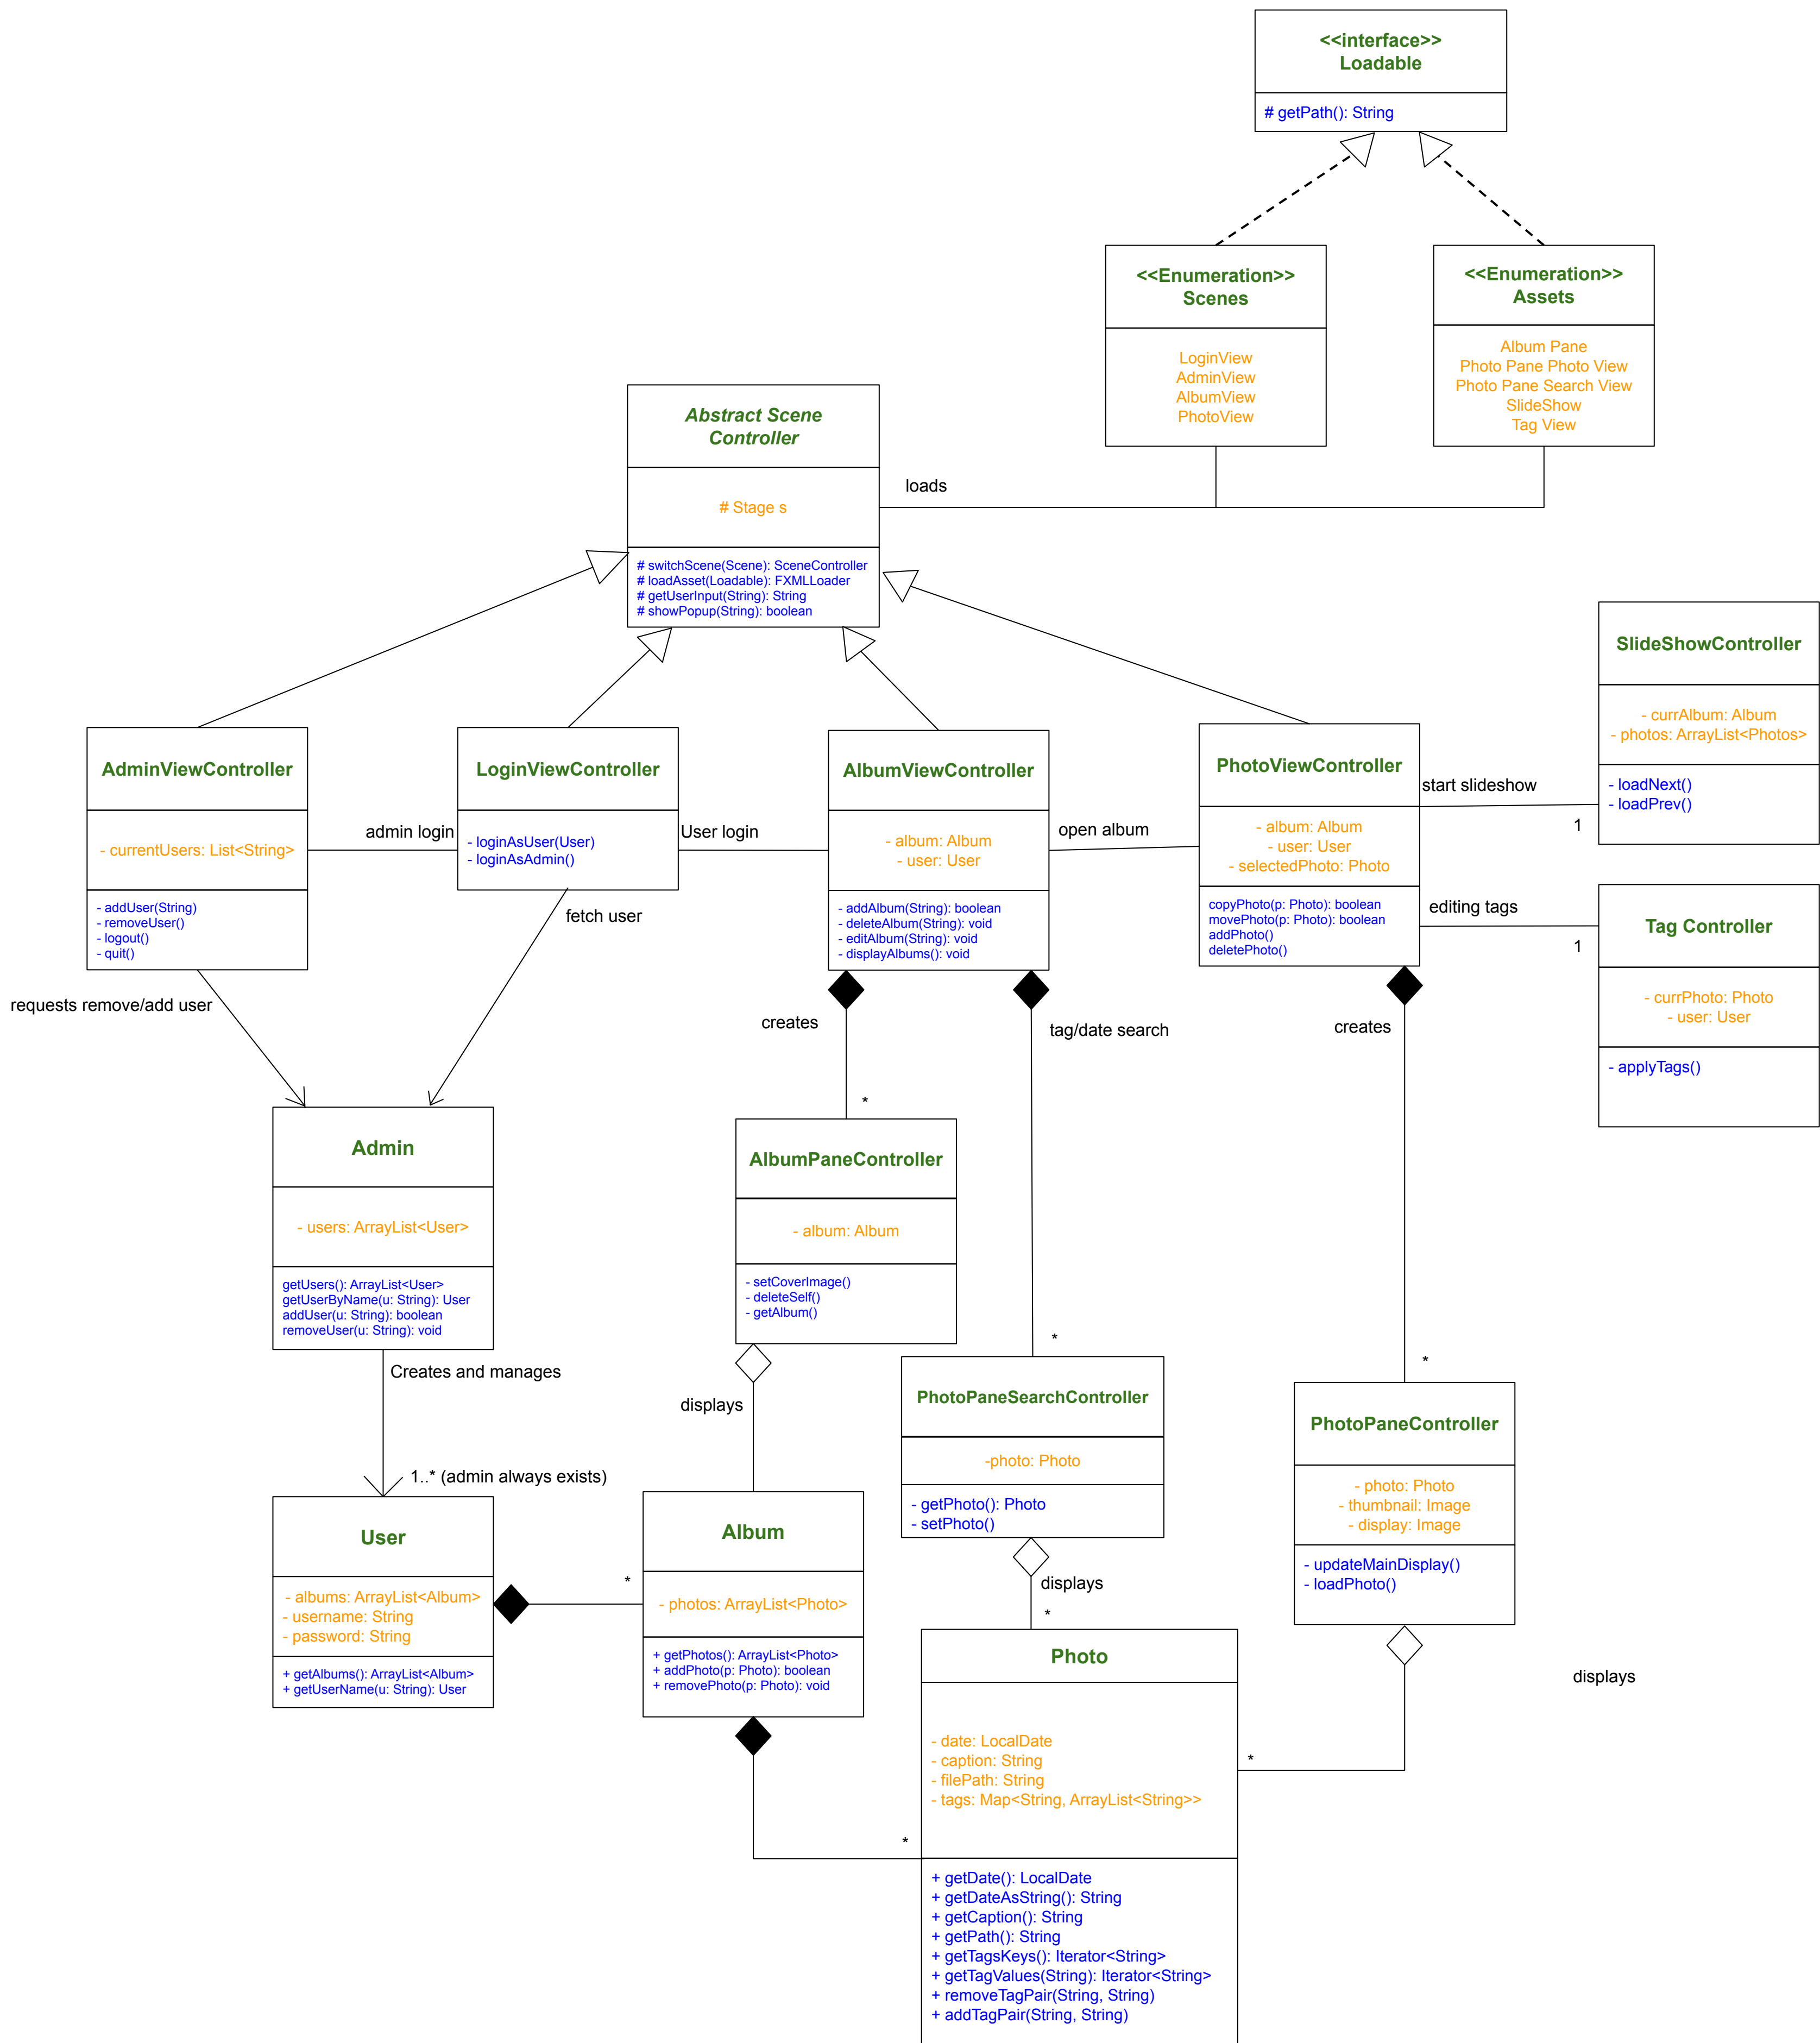 <<interface>>
Loadable
# getPath(): String
<<Enumeration>>
Scenes
LoginView
AdminView
AlbumView
PhotoView
<<Enumeration>>
Assets
Album Pane
Photo Pane Photo View
Photo Pane Search View
SlideShow
Tag View
Abstract Scene
Controller
# Stage s
# switchScene(Scene): SceneController
# loadAsset(Loadable): FXMLLoader
# getUserInput(String): String
# showPopup(String): boolean
loads
AdminViewController
- currentUsers: List<String>
- addUser(String)
- removeUser()
- logout()
- quit()
admin login
LoginViewController
- loginAsUser(User)
- loginAsAdmin()
User login
AlbumViewController
- album: Album
- user: User
- addAlbum(String): boolean
- deleteAlbum(String): void
- editAlbum(String): void
- displayAlbums(): void
open album
PhotoViewController
- album: Album
- user: User
- selectedPhoto: Photo
copyPhoto(p: Photo): boolean
movePhoto(p: Photo): boolean
addPhoto()
deletePhoto()
start slideshow
1
SlideShowController
- currAlbum: Album
- photos: ArrayList<Photos>
- loadNext()
- loadPrev()
editing tags
1
Tag Controller
- currPhoto: Photo
- user: User
- applyTags()
requests remove/add user
fetch user
creates
*
tag/date search
*
creates
*
Admin
- users: ArrayList<User>
getUsers(): ArrayList<User>
getUserByName(u: String): User
addUser(u: String): boolean
removeUser(u: String): void
Creates and manages
1..* (admin always exists)
AlbumPaneController
- album: Album
- setCoverImage()
- deleteSelf()
- getAlbum()
displays
PhotoPaneSearchController
-photo: Photo
- getPhoto(): Photo
- setPhoto()
displays
*
PhotoPaneController
- photo: Photo
- thumbnail: Image
- display: Image
- updateMainDisplay()
- loadPhoto()
displays
*
User
- albums: ArrayList<Album>
- username: String
- password: String
+ getAlbums(): ArrayList<Album>
+ getUserName(u: String): User
*
Album
- photos: ArrayList<Photo>
+ getPhotos(): ArrayList<Photo>
+ addPhoto(p: Photo): boolean
+ removePhoto(p: Photo): void
*
Photo
- date: LocalDate
- caption: String
- filePath: String
- tags: Map<String, ArrayList<String>>
+ getDate(): LocalDate
+ getDateAsString(): String
+ getCaption(): String
+ getPath(): String
+ getTagsKeys(): Iterator<String>
+ getTagValues(String): Iterator<String>
+ removeTagPair(String, String)
+ addTagPair(String, String)